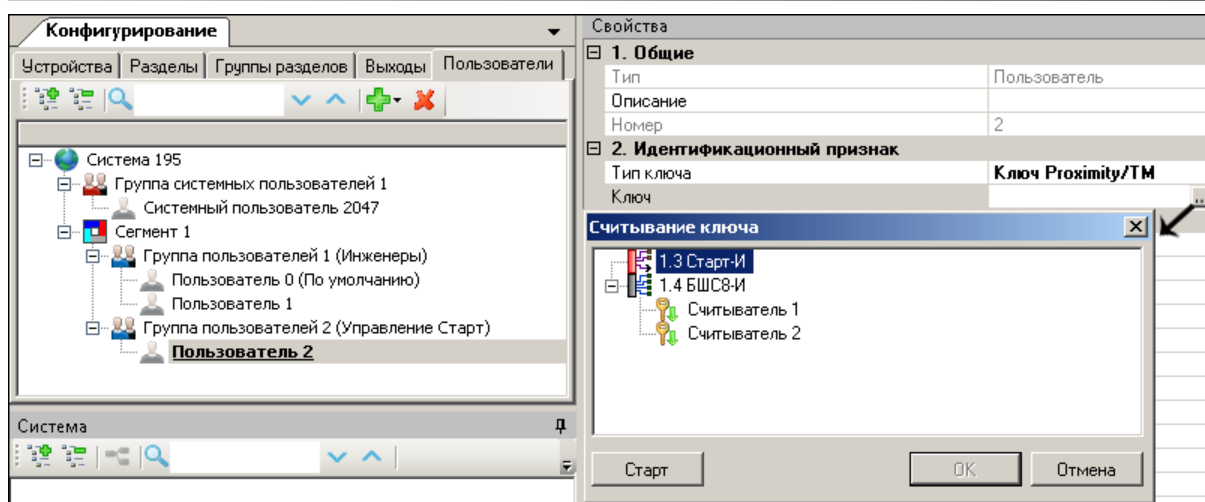 Конфигурирование
Устройства Разделы Группы разделов Выходы Пользователи
Система 195
Группа системных пользователей 1
Системный пользователь 2047
Сегмент 1
Группа пользователей 1 (Инженеры)
Пользователь 0 (По умолчанию)
Пользователь 1
Группа пользователей 2 (Управление Старт)
Пользователь 2
Система
Свойства
1. Общие
Тип Пользователь
Описание
Номер 2
2. Идентификационный признак
Тип ключа Ключ Proximity/TM
Ключ ...
Считывание ключа
1.3 Старт-И
1.4 БШС8-И
Считыватель 1
Считыватель 2
Старт OK Отмена